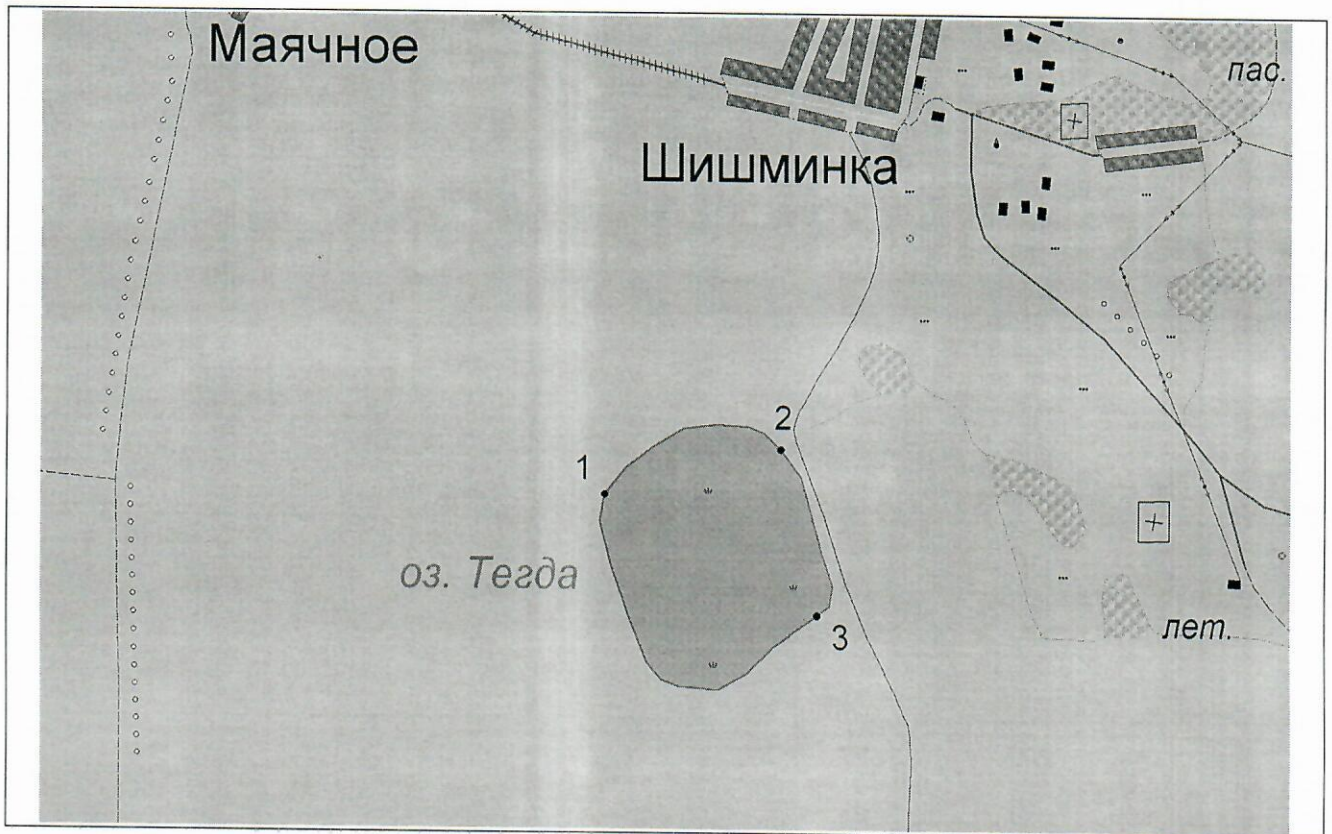 Маячное
пас.
Шишминка
2
1
оз. Тегда
3
лет.